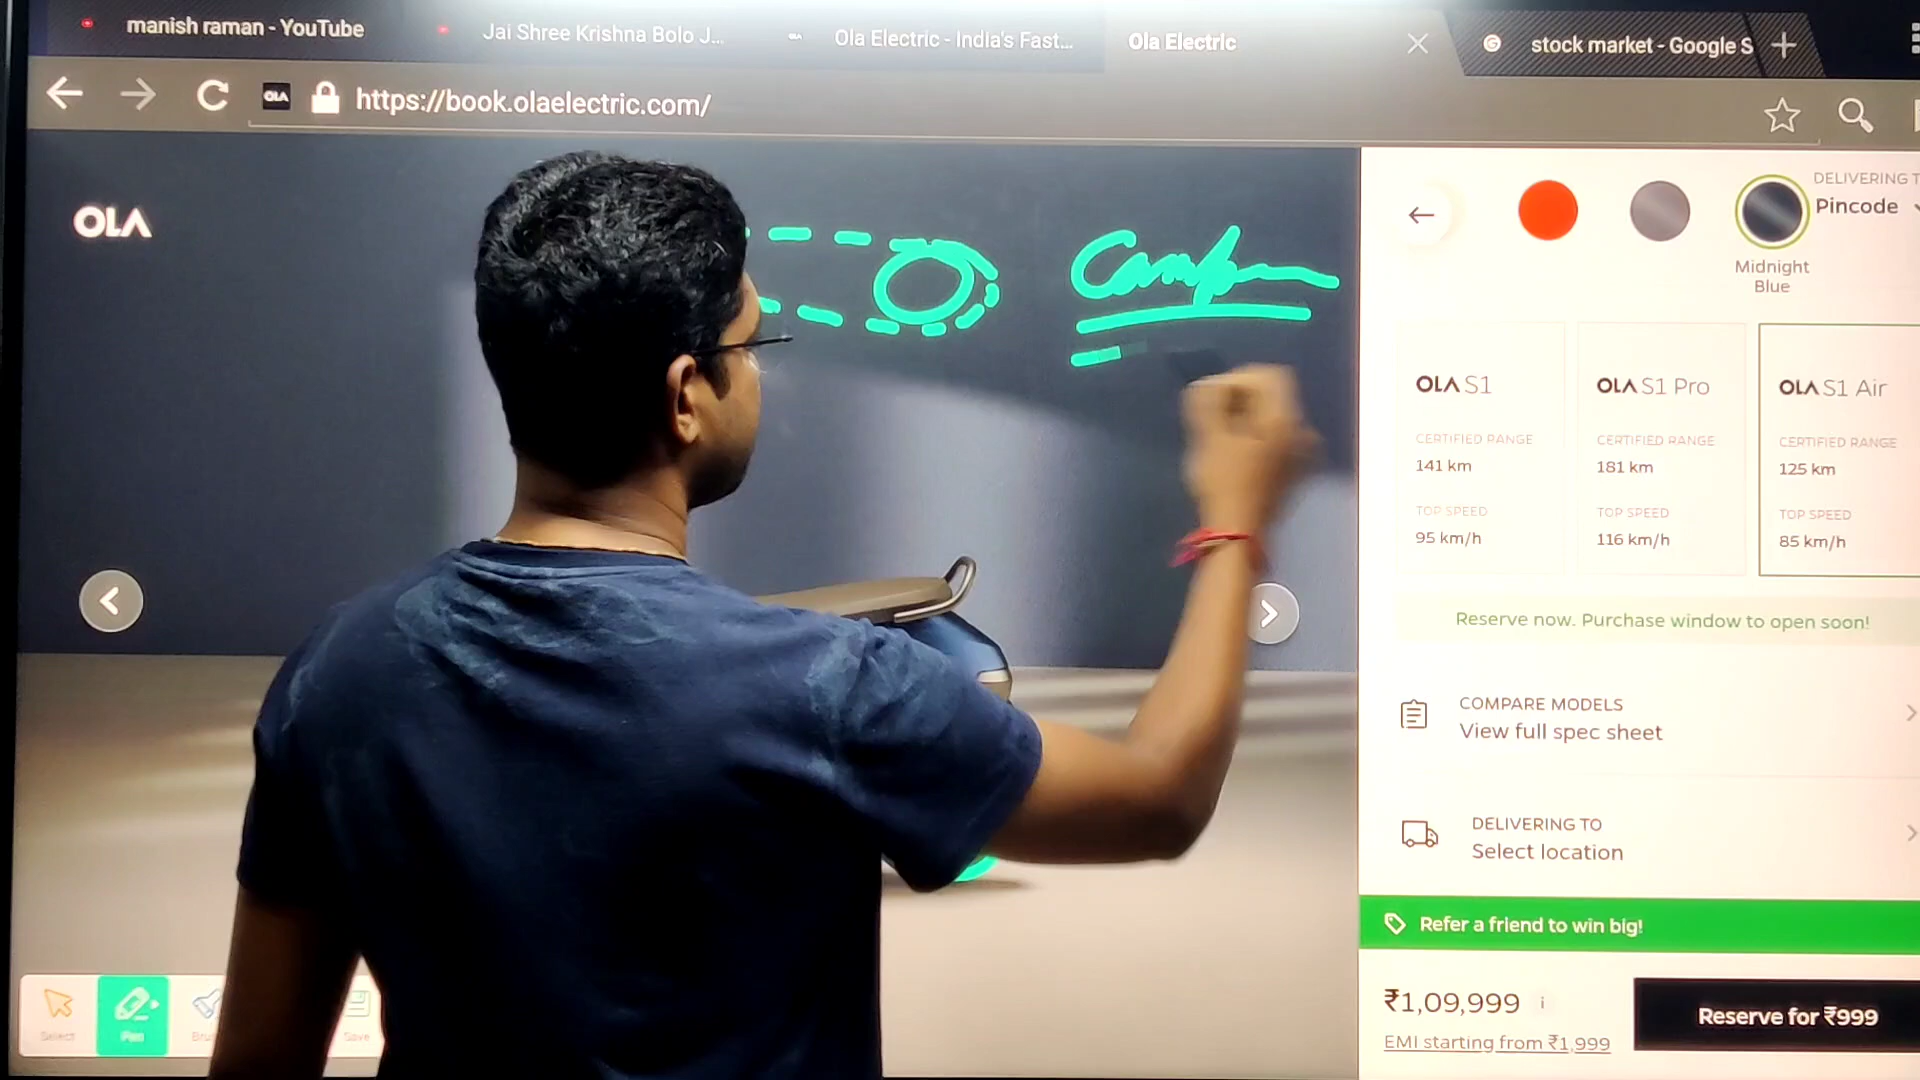 manish raman - YouTube
Jai Shree Krishna Bolo J...
Ola Electric - India's Fast...
Ola Electric
stock market - Google S
OLA
https://book.olaelectric.com/
OLA
DELIVERING T
Pincode
Midnight
Blue
OLA S1
CERTIFIED RANGE
141 km
TOP SPEED
95 km/h
OLA S1 Pro
CERTIFIED RANGE
181 km
TOP SPEED
116 km/h
OLA S1 Air
CERTIFIED RANGE
125 km
TOP SPEED
85 km/h
Reserve now. Purchase window to open soon!
COMPARE MODELS
View full spec sheet
DELIVERING TO
Select location
Refer a friend to win big!
₹1,09,999 i
EMI starting from ₹1,999
Reserve for ₹999
Select
Pen
Save